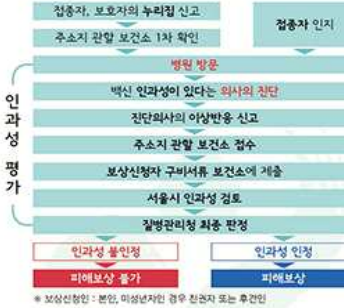 접종자, 보호자의 누리집 신고
접종자 인지
주소지 관할 보건소 1차 확인
병원 방문
백신 인과성이 있다는 의사의 진단
진단의사의 이상반응 신고
주소지 관할 보건소 접수
보상신청자 구비서류 보건소에 제출
서울시 인과성 검토
질병관리청 최종 판정
인과성 평가
인과성 불인정
인과성 인정
피해보상 불가
피해보상
※ 보상신청인 : 본인, 미성년자인 경우 친권자 또는 후견인